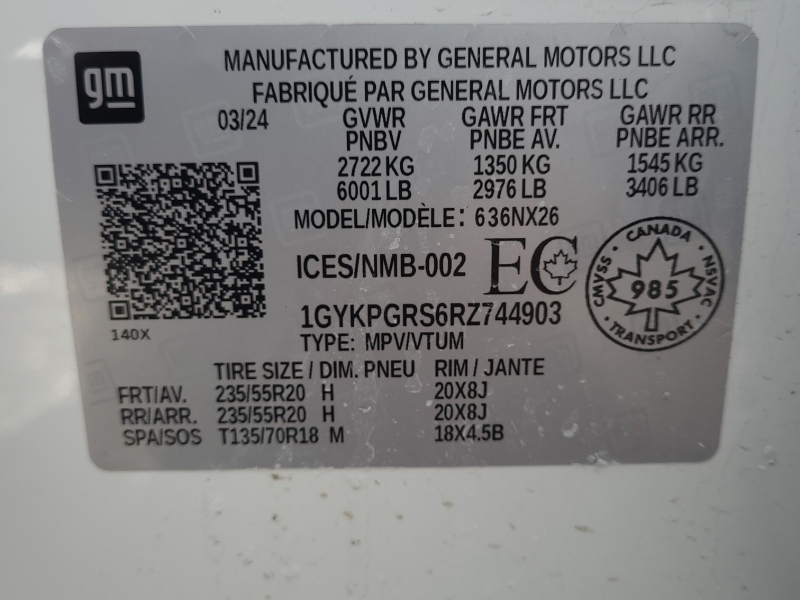 gm
MANUFACTURED BY GENERAL MOTORS LLC
FABRIQUÉ PAR GENERAL MOTORS LLC
03/24 GVWR GAWR FRT GAWR RR
PNBV PNBE AV. PNBE ARR.
2722 KG 1350 KG 1545 KG
6001 LB 2976 LB 3406 LB
MODEL/MODÈLE: 636NX26
ICES/NMB-002 EC
CANADA
CMVSS 985 NSVAC
TRANSPORT
1GYKPGRS6RZ744903
140X
TYPE: MPV/VTUM
TIRE SIZE / DIM. PNEU RIM / JANTE
FRT/AV. 235/55R20 H 20X8J
RR/ARR. 235/55R20 H 20X8J
SPA/SOS T135/70R18 M 18X4.5B